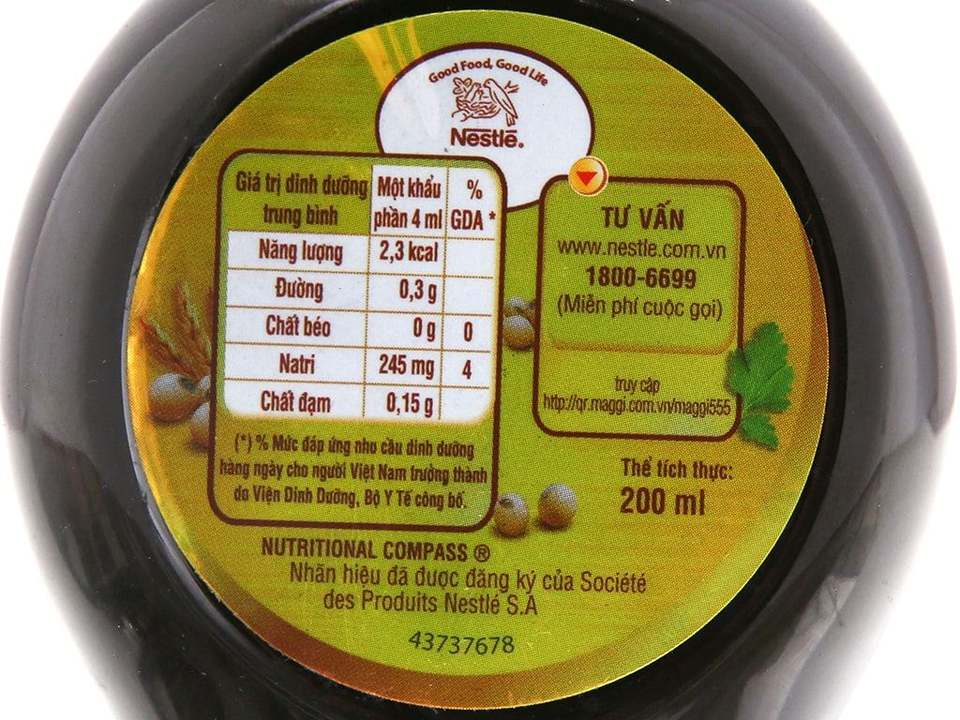 Good Food, Good Life
Nestlé®
Giá trị dinh dưỡng trung bình | Một khẩu phần 4 ml | % GDA *
Năng lượng 2,3 kcal
Đường 0,3 g
Chất béo 0 g 0
Natri 245 mg 4
Chất đạm 0,15 g
(*) % Mức đáp ứng nho cầu dinh dưỡng
hàng ngày cho người Việt Nam trưởng thành
do Viện Dinh Dưỡng, Bộ Y Tế công bố.
TƯ VẤN
www.nestle.com.vn
1800-6699
(Miễn phí cuộc gọi)
truy cập
http://qr.maggi.com.vn/maggi555
Thể tích thực:
200 ml
NUTRITIONAL COMPASS ®
Nhãn hiệu đã được đăng ký của Société
des Produits Nestlé S.A
43737678